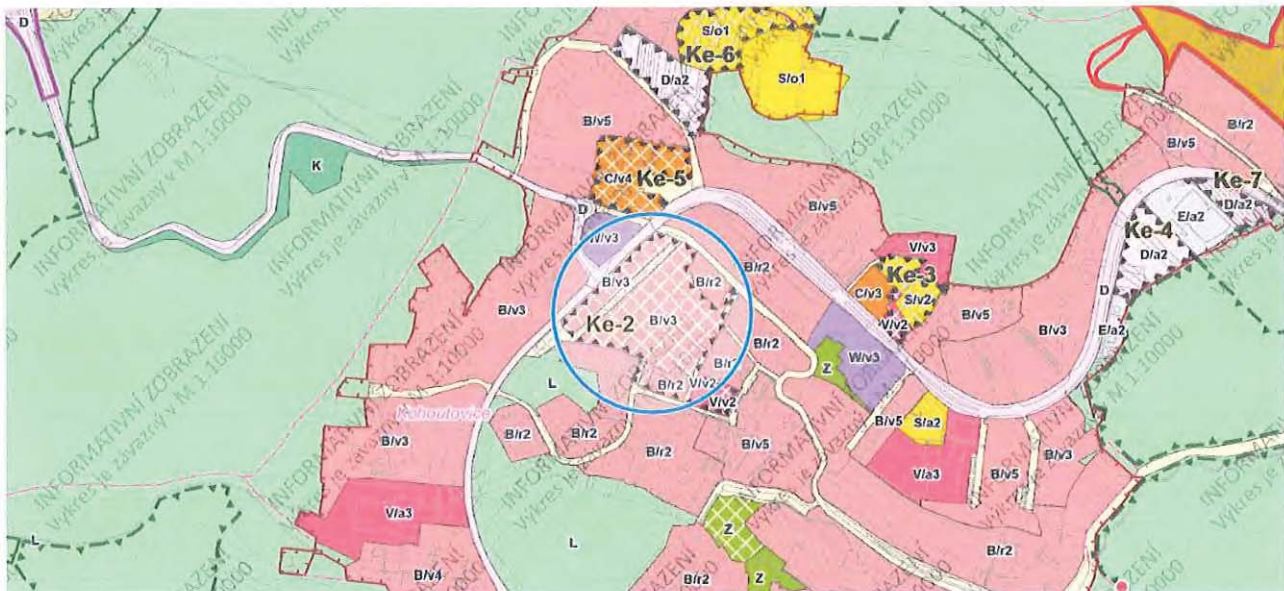 D
INFORMATIVNÍ ZOBRAZENÍ
Výkres je závazný v M 1:10000
S/o1
Ke-6
D/a2
S/o1
B/v5
B/r2
B/v5
K
C/v4
Ke-5
Ke-7
D/a2
E/a2
D
W/v3
B/v5
V/v3
Ke-4
D/a2
B/v3
B/r2
B/r2
Ke-3
C/v3
S/v2
D
B/v3
B/v3
Ke-2
V/v2
B/v5
B/v3
E/a2
B/r2
W/v3
B/r2
Z
L
B/r2
V/v2
V/v2
Kohoutovice
B/v5
S/a2
B/v3
B/r2
B/r2
B/r2
B/v5
V/a3
B/v5
B/v3
V/a3
Z
L
L
B/r2
B/v4
B/r2
Z